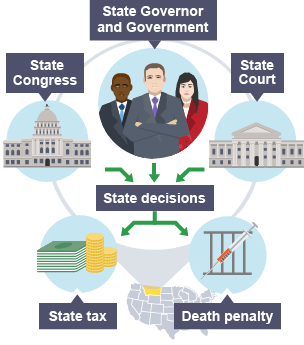 State Governor
and Government
State
Congress
State
Court
State decisions
State tax
Death penalty